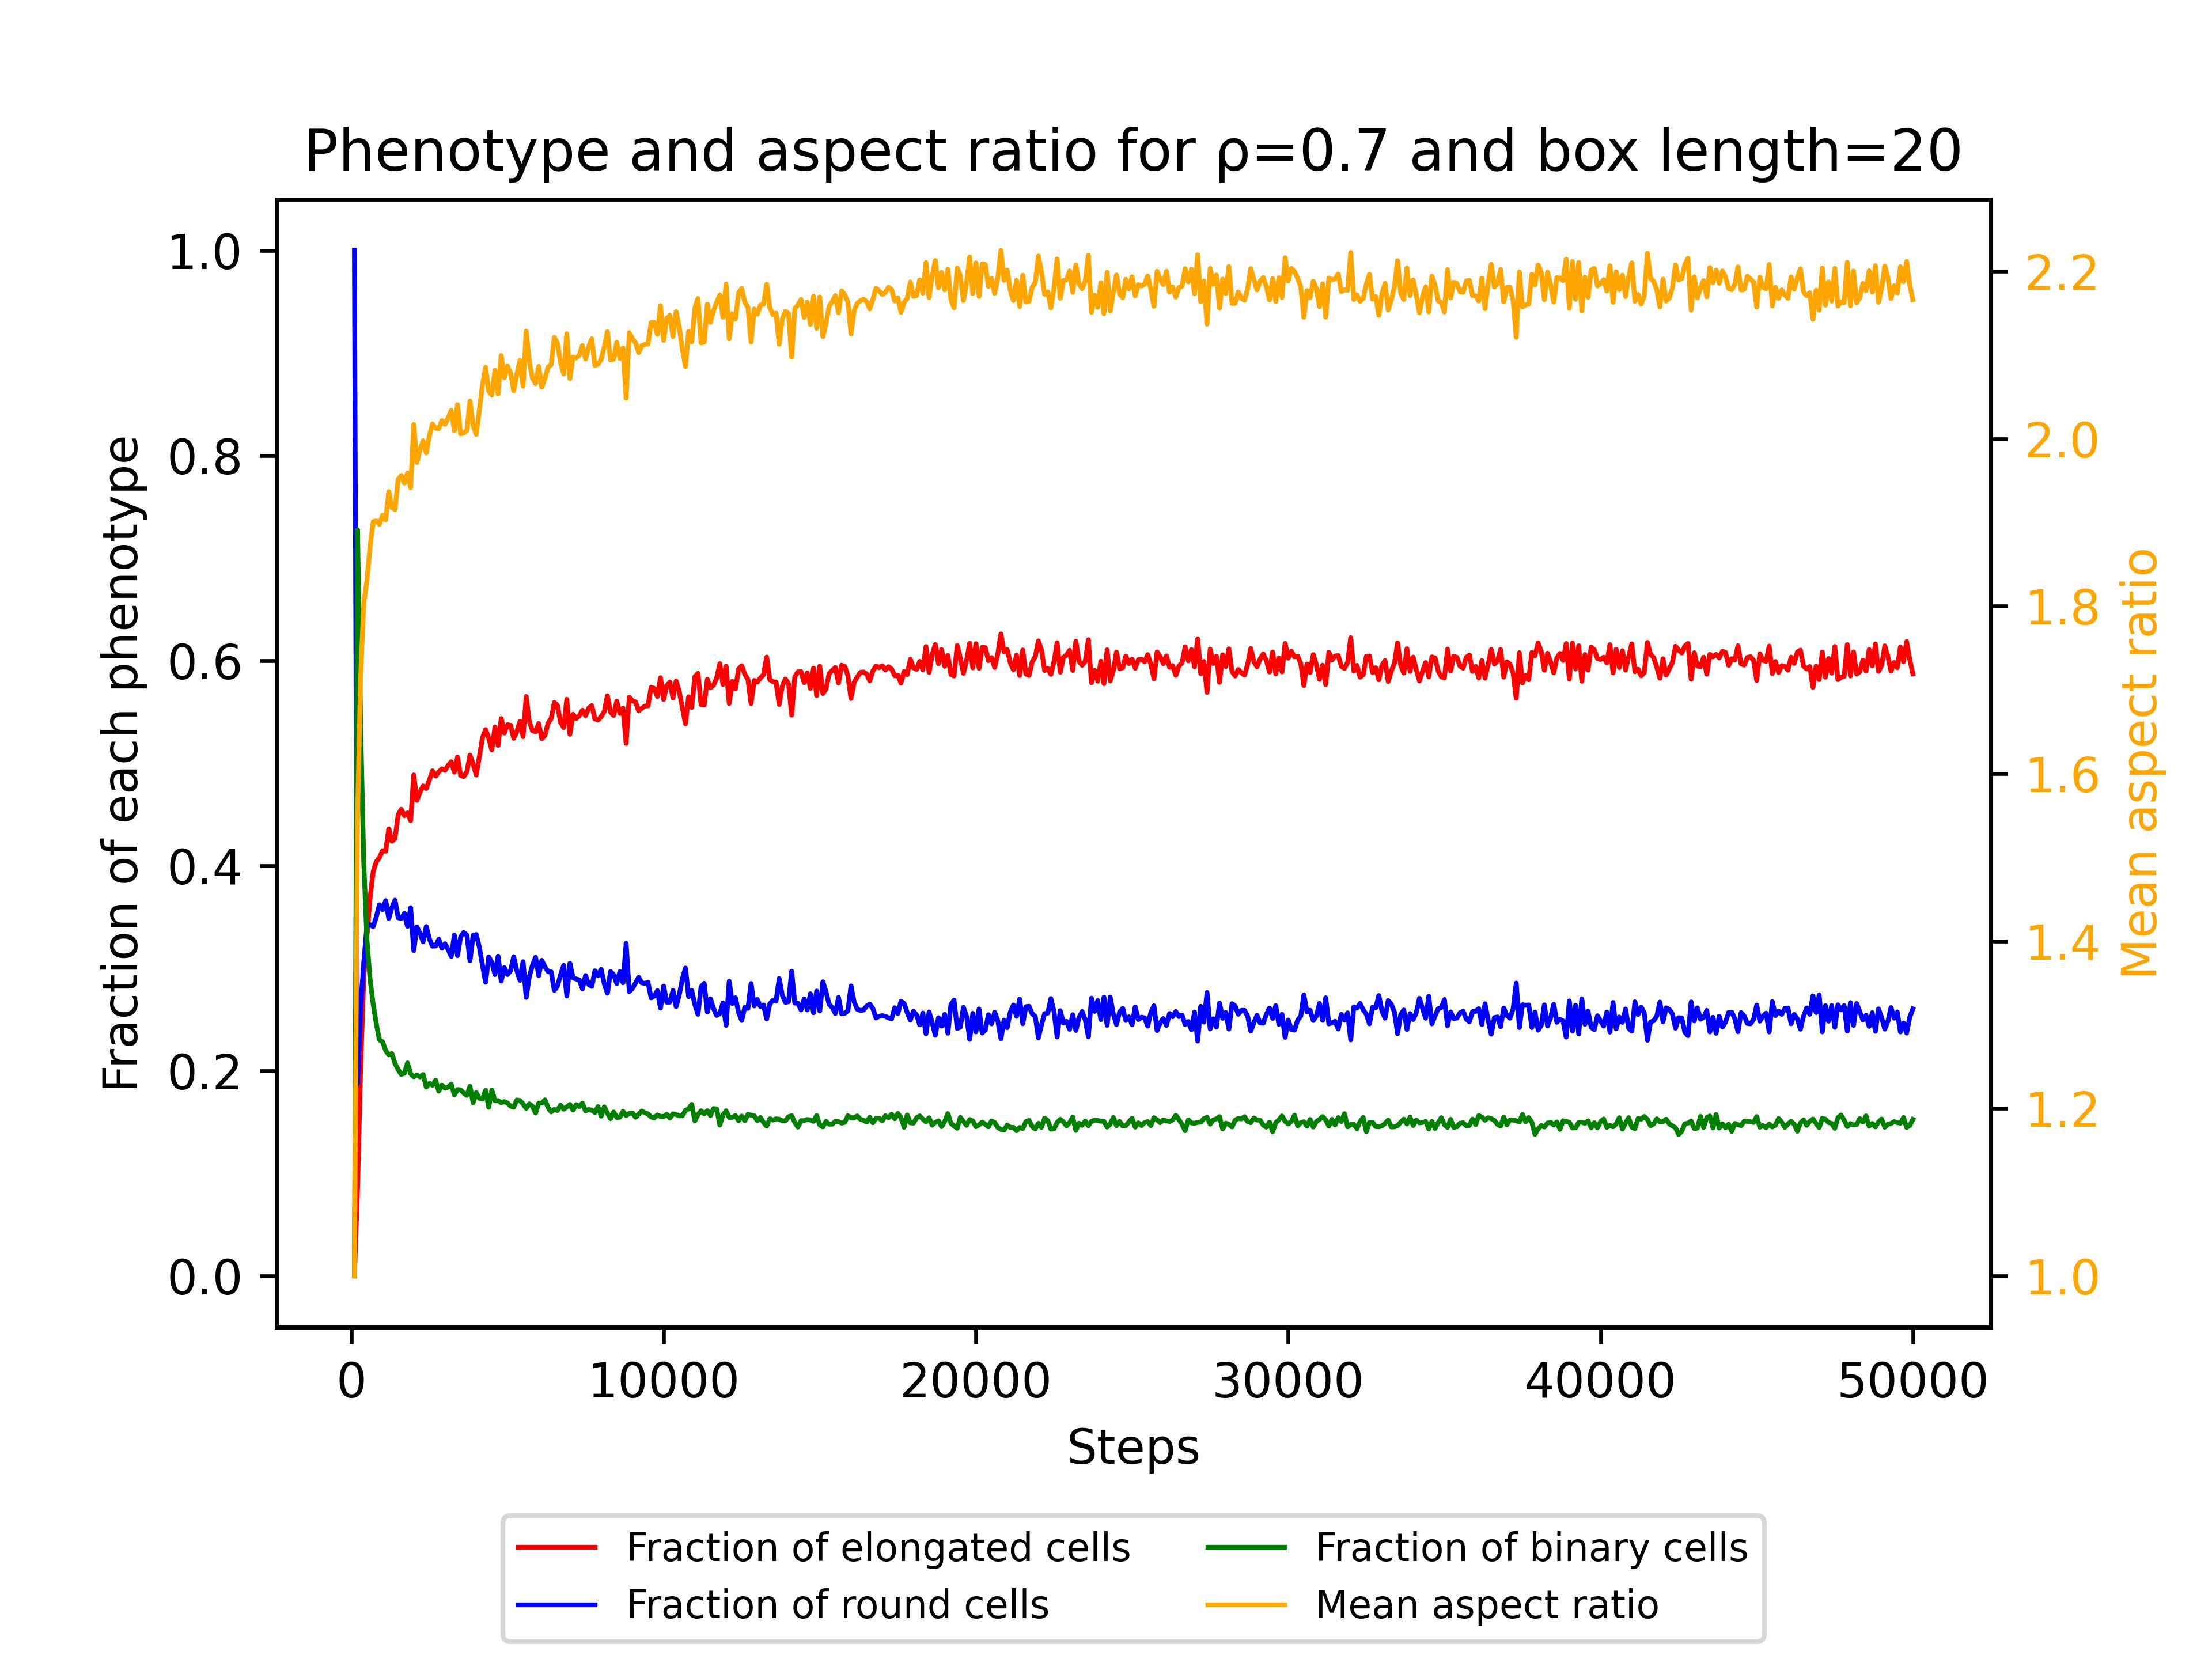 Phenotype and aspect ratio for ρ=0.7 and box length=20
Fraction of each phenotype
1.0
0.8
0.6
0.4
0.2
0.0
2.2
2.0
1.8
1.6
1.4
1.2
1.0
Mean aspect ratio
0 10000 20000 30000 40000 50000
Steps
Fraction of elongated cells
Fraction of round cells
Fraction of binary cells
Mean aspect ratio